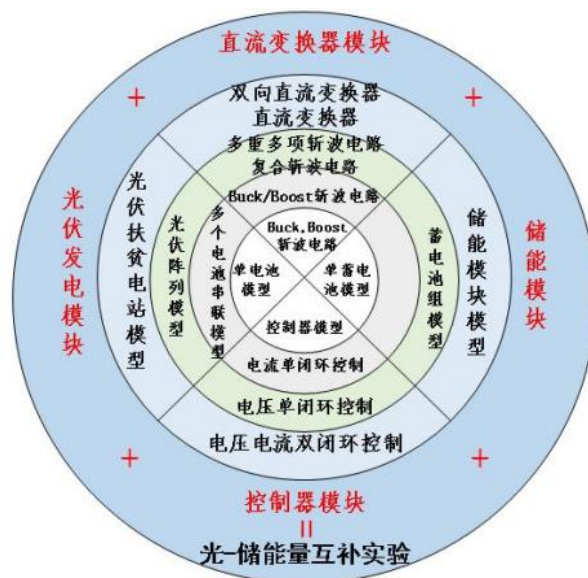 直流变换器模块
+
+
双向直流变换器
直流变换器
多重多项斩波电路
复合斩波电路
Buck/Boost斩波电路
Buck,Boost
斩波电路
光伏发电模块
光伏扶贫电站模型
光伏阵列模型
多个电池串联模型
单电池
模型
单蓄电
池模型
蓄电池组模型
储能模块模型
储能模块
控制器模型
电流单闭环控制
电压单闭环控制
电压电流双闭环控制
+
+
控制器模块
=
光-储能量互补实验